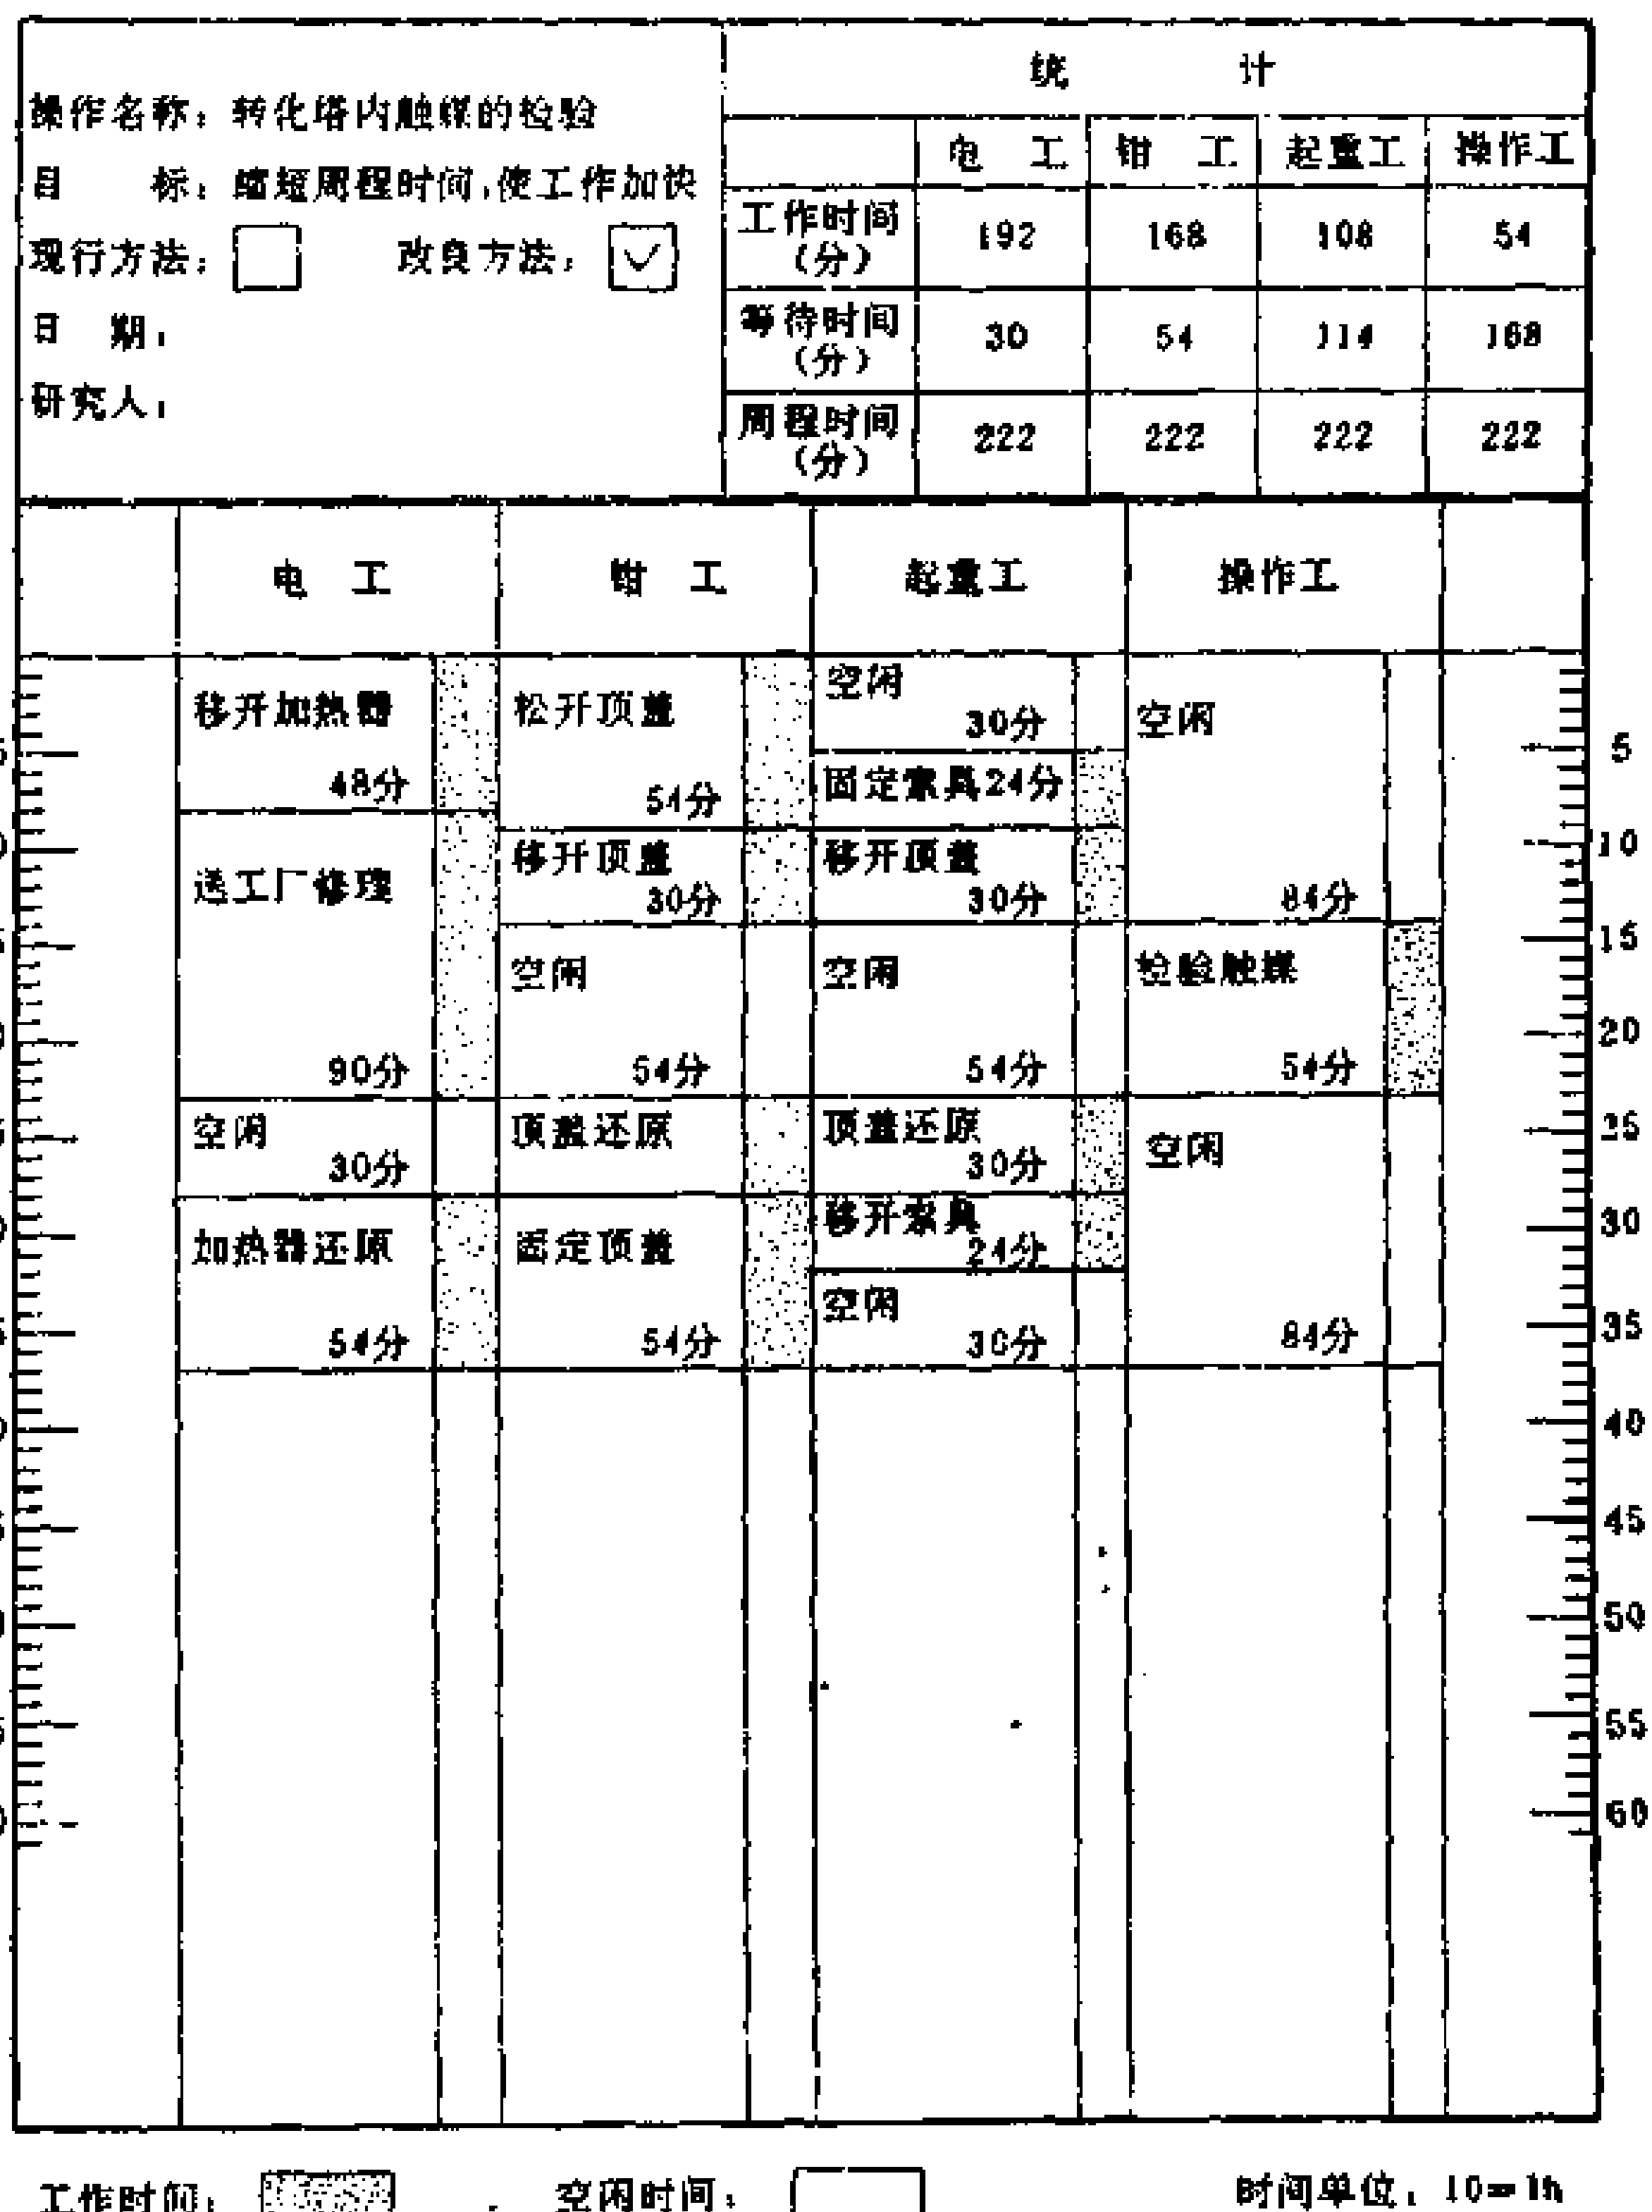 统 计
操作名称：转化塔内触媒的检验
目 标：缩短周程时间，使工作加快
现行方法： 改良方法：✓
日 期：
研究人：
电 工 钳 工 起重工 操作工
工作时间（分） 192 168 108 54
等待时间（分） 30 54 114 168
周程时间（分） 222 222 222 222
电 工 钳 工 起重工 操作工
移开加热器
48分
送工厂修理
90分
空闲
30分
加热器还原
54分
松开顶盖
54分
移开顶盖
30分
空闲
54分
顶盖还原
固定顶盖
54分
空闲
30分
固定索具24分
移开顶盖
30分
空闲
54分
顶盖还原
30分
移开索具
24分
空闲
30分
空闲
84分
检验触媒
54分
空闲
84分
5
10
15
20
25
30
35
40
45
50
55
60
工作时间： 空闲时间： 时间单位：10=1h